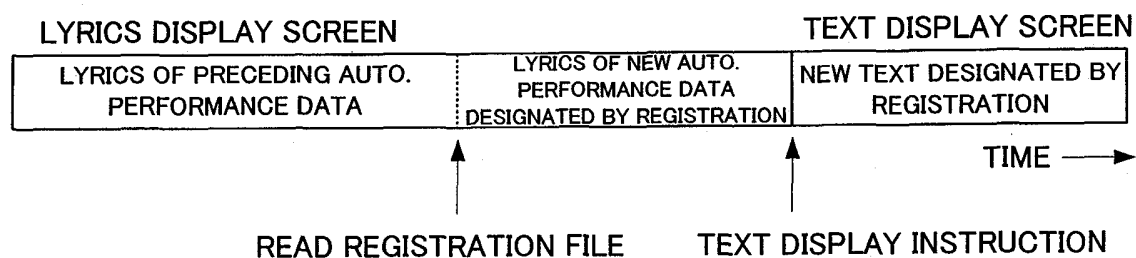 LYRICS DISPLAY SCREEN
TEXT DISPLAY SCREEN
LYRICS OF PRECEDING AUTO.
PERFORMANCE DATA
LYRICS OF NEW AUTO.
PERFORMANCE DATA
DESIGNATED BY REGISTRATION
NEW TEXT DESIGNATED BY
REGISTRATION
TIME
READ REGISTRATION FILE
TEXT DISPLAY INSTRUCTION